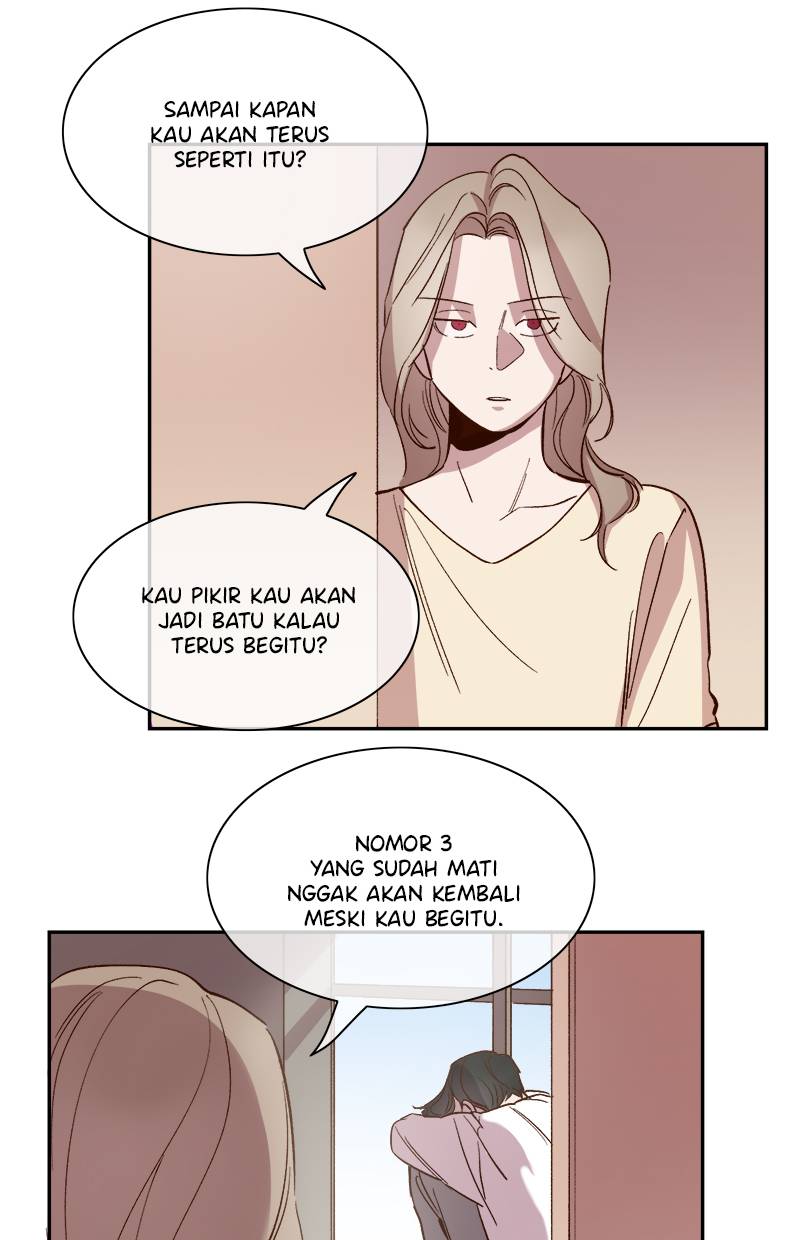 SAMPAI KAPAN
KAU AKAN TERUS
SEPERTI ITU?
KAU PIKIR KAU AKAN
JADI BATU KALAU
TERUS BEGITU?
NOMOR 3
YANG SUDAH MATI
NGGAK AKAN KEMBALI
MESKI KAU BEGITU.